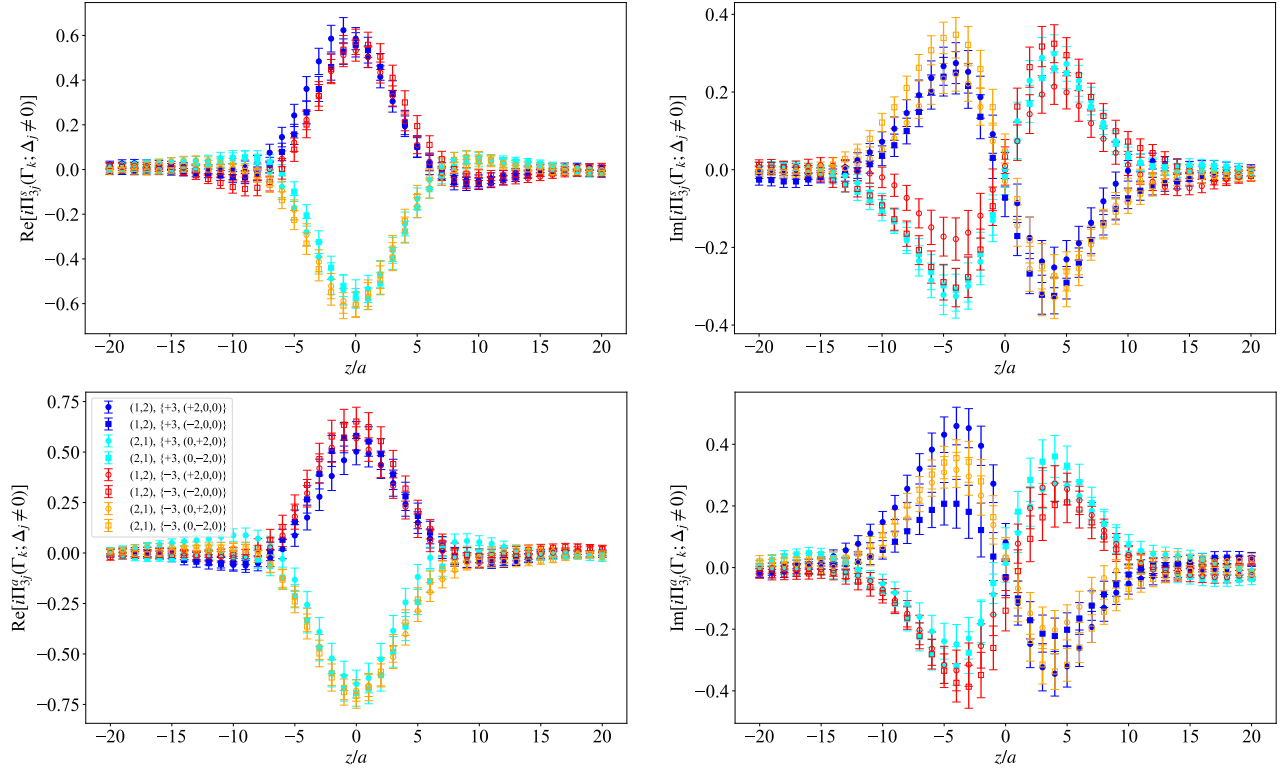 Re[iΠ^s_{3j}(Γ_k; Δ_j ≠ 0)]
0.6
0.4
0.2
0.0
−0.2
−0.4
−0.6
−20 −15 −10 −5 0 5 10 15 20
z/a
Im[iΠ^s_{3j}(Γ_k; Δ_j ≠ 0)]
0.4
0.2
0.0
−0.2
−0.4
−20 −15 −10 −5 0 5 10 15 20
z/a
Re[iΠ^a_{3j}(Γ_k; Δ_j ≠ 0)]
0.75
0.50
0.25
0.00
−0.25
−0.50
−0.75
(1,2), {+3, (+2,0,0)}
(1,2), {+3, (−2,0,0)}
(2,1), {+3, (0,+2,0)}
(2,1), {+3, (0,−2,0)}
(1,2), {−3, (+2,0,0)}
(1,2), {−3, (−2,0,0)}
(2,1), {−3, (0,+2,0)}
(2,1), {−3, (0,−2,0)}
−20 −15 −10 −5 0 5 10 15 20
z/a
Im[iΠ^a_{3j}(Γ_k; Δ_j ≠ 0)]
0.4
0.2
0.0
−0.2
−0.4
−20 −15 −10 −5 0 5 10 15 20
z/a